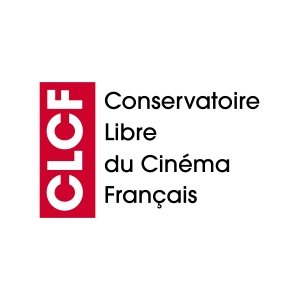 CLCF
Conservatoire
Libre
du Cinéma
Français